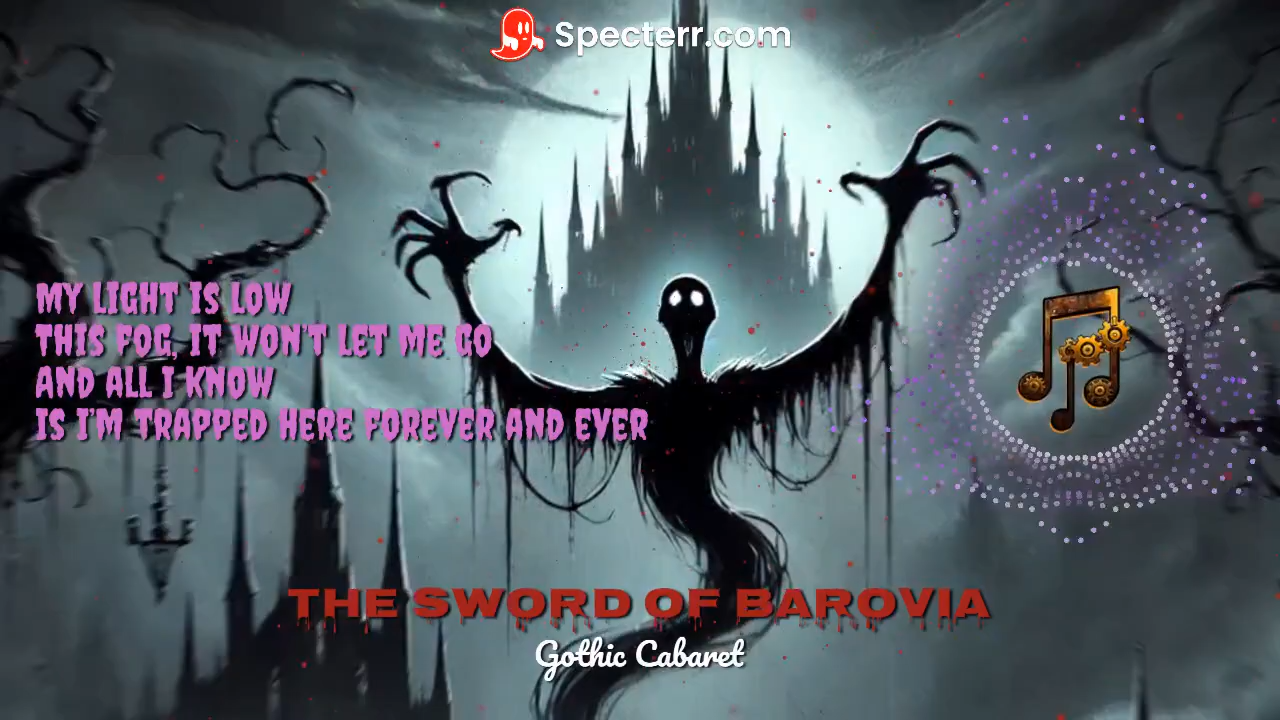 Specterr.com
MY LIGHT IS LOW
THIS FOG, IT WON'T LET ME GO
AND ALL I KNOW
IS I'M TRAPPED HERE FOREVER AND EVER
THE SWORD OF BAROVIA
Gothic Cabaret